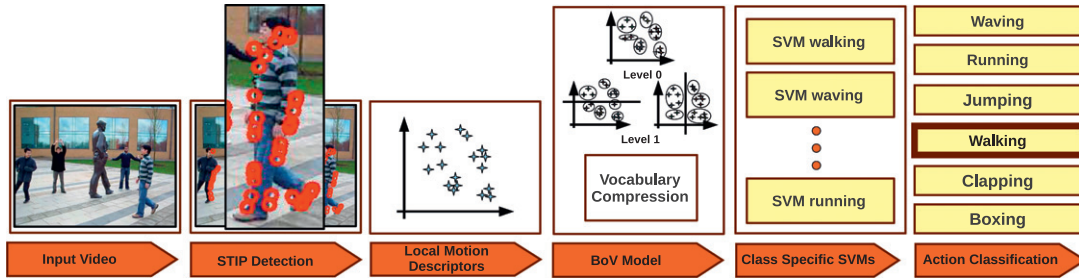 Level 0
Level 1
Vocabulary
Compression
SVM walking
SVM waving
SVM running
Waving
Running
Jumping
Walking
Clapping
Boxing
Input Video
STIP Detection
Local Motion
Descriptors
BoV Model
Class Specific SVMs
Action Classification